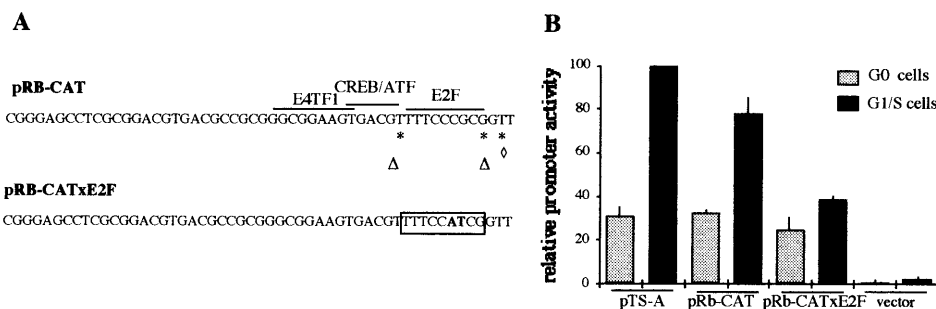 A
pRB-CAT
CREB/ATF
E4TF1
E2F
CGGGAGCCTCGCGGACGTGACGCCGCGGGCGGAAGTGACGTTTTCCCGCGGTT
* * *
Δ Δ ◊
pRB-CATxE2F
CGGGAGCCTCGCGGACGTGACGCCGCGGGCGGAAGTGACGTTTTCCATCGGTT
B
relative promoter activity
100
80
60
40
20
0
G0 cells
G1/S cells
pTS-A
pRb-CAT
pRb-CATxE2F
vector